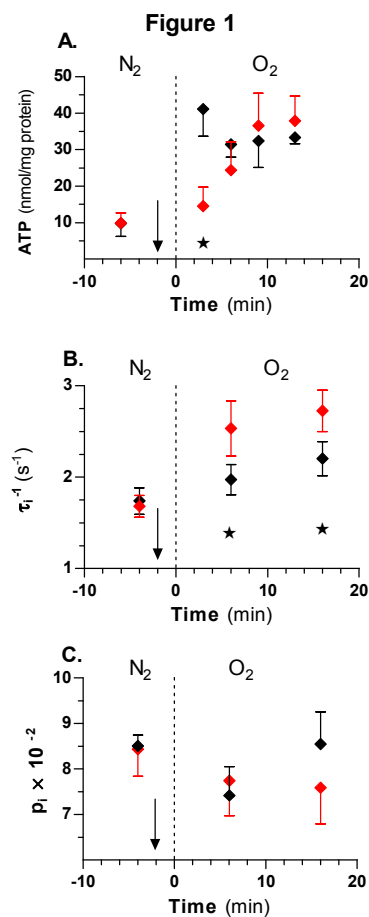 Figure 1
A.
N₂ O₂
ATP (nmol/mg protein)
50
40
30
20
10
-10 0 10 20
Time (min)
B.
N₂ O₂
τᵢ⁻¹ (s⁻¹)
3
2
1
-10 0 10 20
Time (min)
C.
N₂ O₂
pᵢ × 10⁻²
10
9
8
7
-10 0 10 20
Time (min)